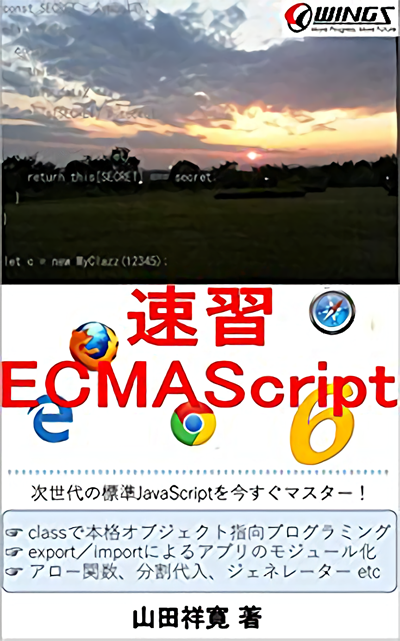 WINGS
const SECRET = Symbol();
return this[SECRET] === secret;
}
}
let c = new MyClazz(12345);
速習
ECMAScript
6
次世代の標準JavaScriptを今すぐマスター！
☞ classで本格オブジェクト指向プログラミング
☞ export／importによるアプリのモジュール化
☞ アロー関数、分割代入、ジェネレーター etc
山田祥寛 著